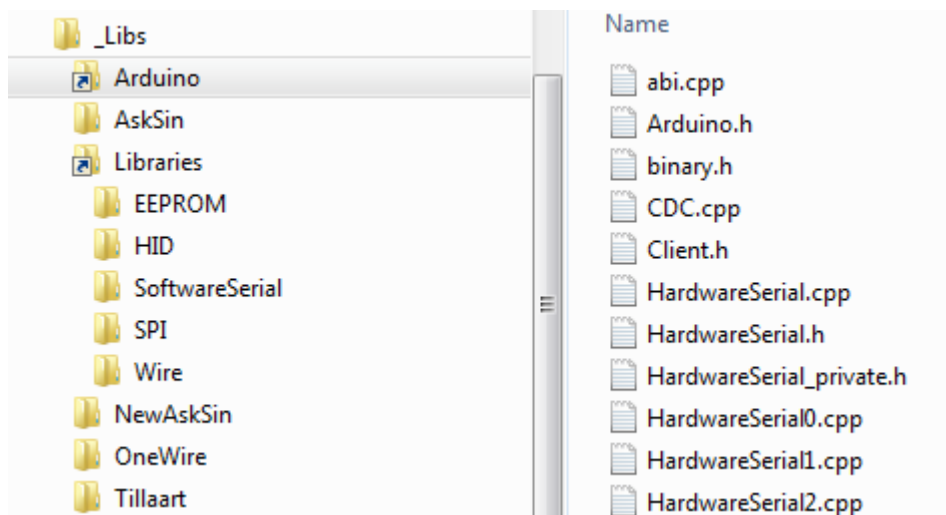 _Libs
Arduino
AskSin
Libraries
EEPROM
HID
SoftwareSerial
SPI
Wire
NewAskSin
OneWire
Tillaart
Name
abi.cpp
Arduino.h
binary.h
CDC.cpp
Client.h
HardwareSerial.cpp
HardwareSerial.h
HardwareSerial_private.h
HardwareSerial0.cpp
HardwareSerial1.cpp
HardwareSerial2.cpp